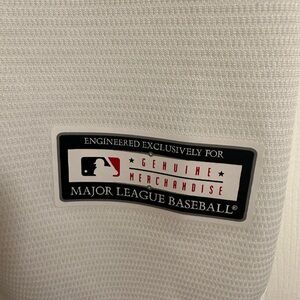 ENGINEERED EXCLUSIVELY FOR
★ GENUINE ★
MERCHANDISE
MAJOR LEAGUE BASEBALL®